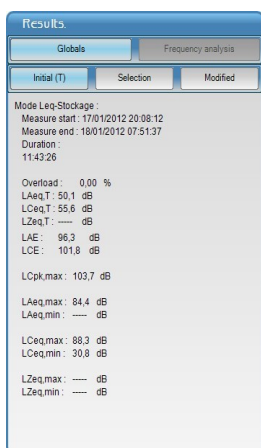 Results.
Globals
Frequency analysis
Initial (T)
Selection
Modified
Mode Leq-Stockage :
Measure start : 17/01/2012 20:08:12
Measure end : 18/01/2012 07:51:37
Duration :
11:43:26
Overload : 0,00 %
LAeq,T : 50,1 dB
LCeq,T : 55,6 dB
LZeq,T : ----- dB
LAE : 96,3 dB
LCE : 101,8 dB
LCpk,max : 103,7 dB
LAeq,max : 84,4 dB
LAeq,min : ----- dB
LCeq,max : 88,3 dB
LCeq,min : 30,8 dB
LZeq,max : ----- dB
LZeq,min : ----- dB